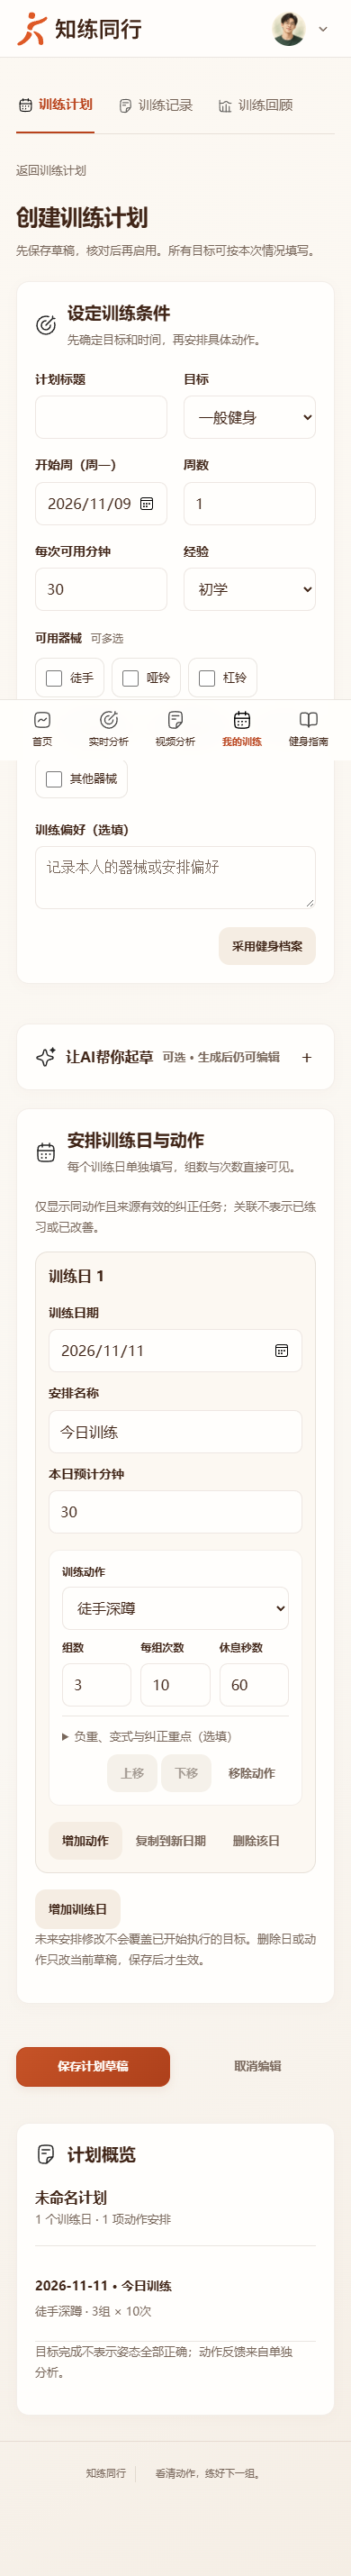 知练同行
训练计划 训练记录 训练回顾
返回训练计划
创建训练计划
先保存草稿，核对后再启用。所有目标可按本次情况填写。
设定训练条件
先确定目标和时间，再安排具体动作。
计划标题 目标
一般健身
开始周（周一） 周数
2026/11/09 1
每次可用分钟 经验
30 初学
可用器械 可多选
徒手 哑铃 杠铃
首页 实时分析 视频分析 我的训练 健身指南
其他器械
训练偏好（选填）
记录本人的器械或安排偏好
采用健身档案
让AI帮你起草 可选 • 生成后仍可编辑 +
安排训练日与动作
每个训练日单独填写，组数与次数直接可见。
仅显示同动作且来源有效的纠正任务；关联不表示已练
习或已改善。
训练日 1
训练日期
2026/11/11
安排名称
今日训练
本日预计分钟
30
训练动作
徒手深蹲
组数 每组次数 休息秒数
3 10 60
负重、变式与纠正重点（选填）
上移 下移 移除动作
增加动作 复制到新日期 删除该日
增加训练日
未来安排修改不会覆盖已开始执行的目标。删除日或动
作只改当前草稿，保存后才生效。
保存计划草稿 取消编辑
计划概览
未命名计划
1 个训练日 · 1 项动作安排
2026-11-11 • 今日训练
徒手深蹲 · 3组 × 10次
目标完成不表示姿态全部正确；动作反馈来自单独
分析。
知练同行 看清动作，练好下一组。